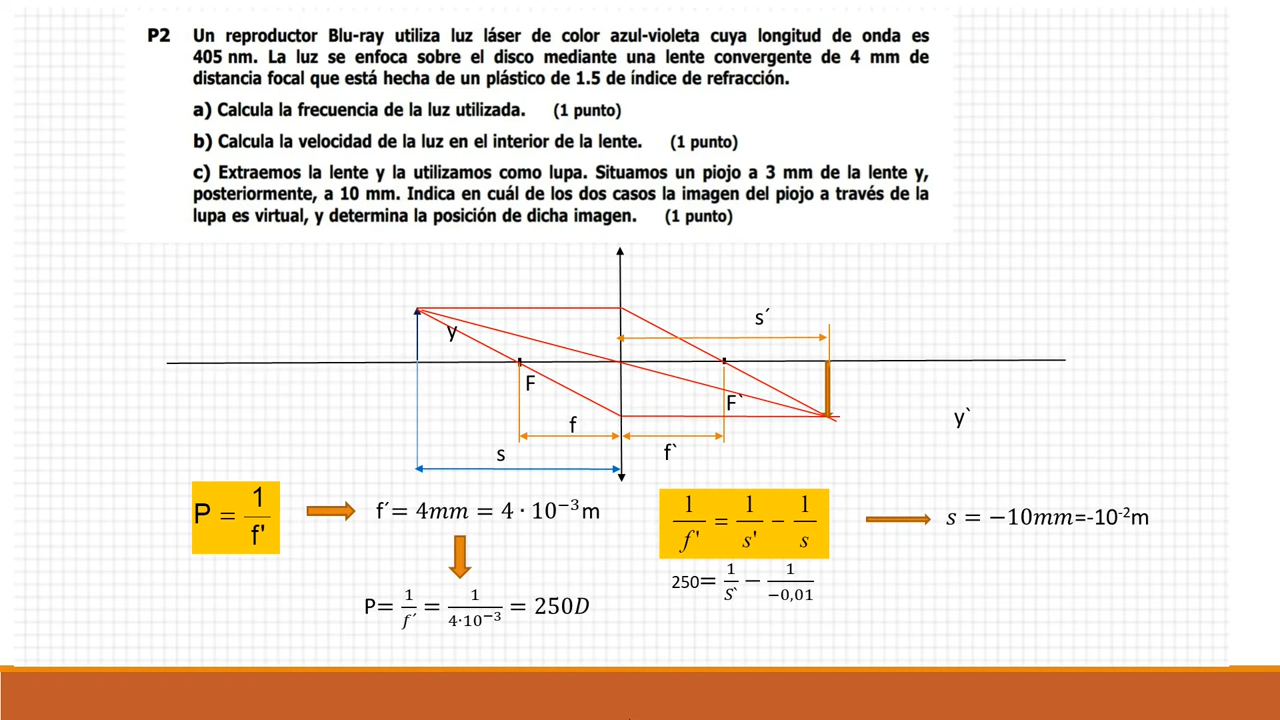 P2 Un reproductor Blu-ray utiliza luz láser de color azul-violeta cuya longitud de onda es
405 nm. La luz se enfoca sobre el disco mediante una lente convergente de 4 mm de
distancia focal que está hecha de un plástico de 1.5 de índice de refracción.
a) Calcula la frecuencia de la luz utilizada. (1 punto)
b) Calcula la velocidad de la luz en el interior de la lente. (1 punto)
c) Extraemos la lente y la utilizamos como lupa. Situamos un piojo a 3 mm de la lente y,
posteriormente, a 10 mm. Indica en cuál de los dos casos la imagen del piojo a través de la
lupa es virtual, y determina la posición de dicha imagen. (1 punto)
s´
y
F
F`
y`
f
f`
s
P = 1/f'
f´= 4mm = 4 · 10⁻³ m
1/f' = 1/s' − 1/s
s = −10mm=-10⁻²m
250= 1/s` − 1/−0,01
P= 1/f´ = 1/4·10⁻³ = 250D